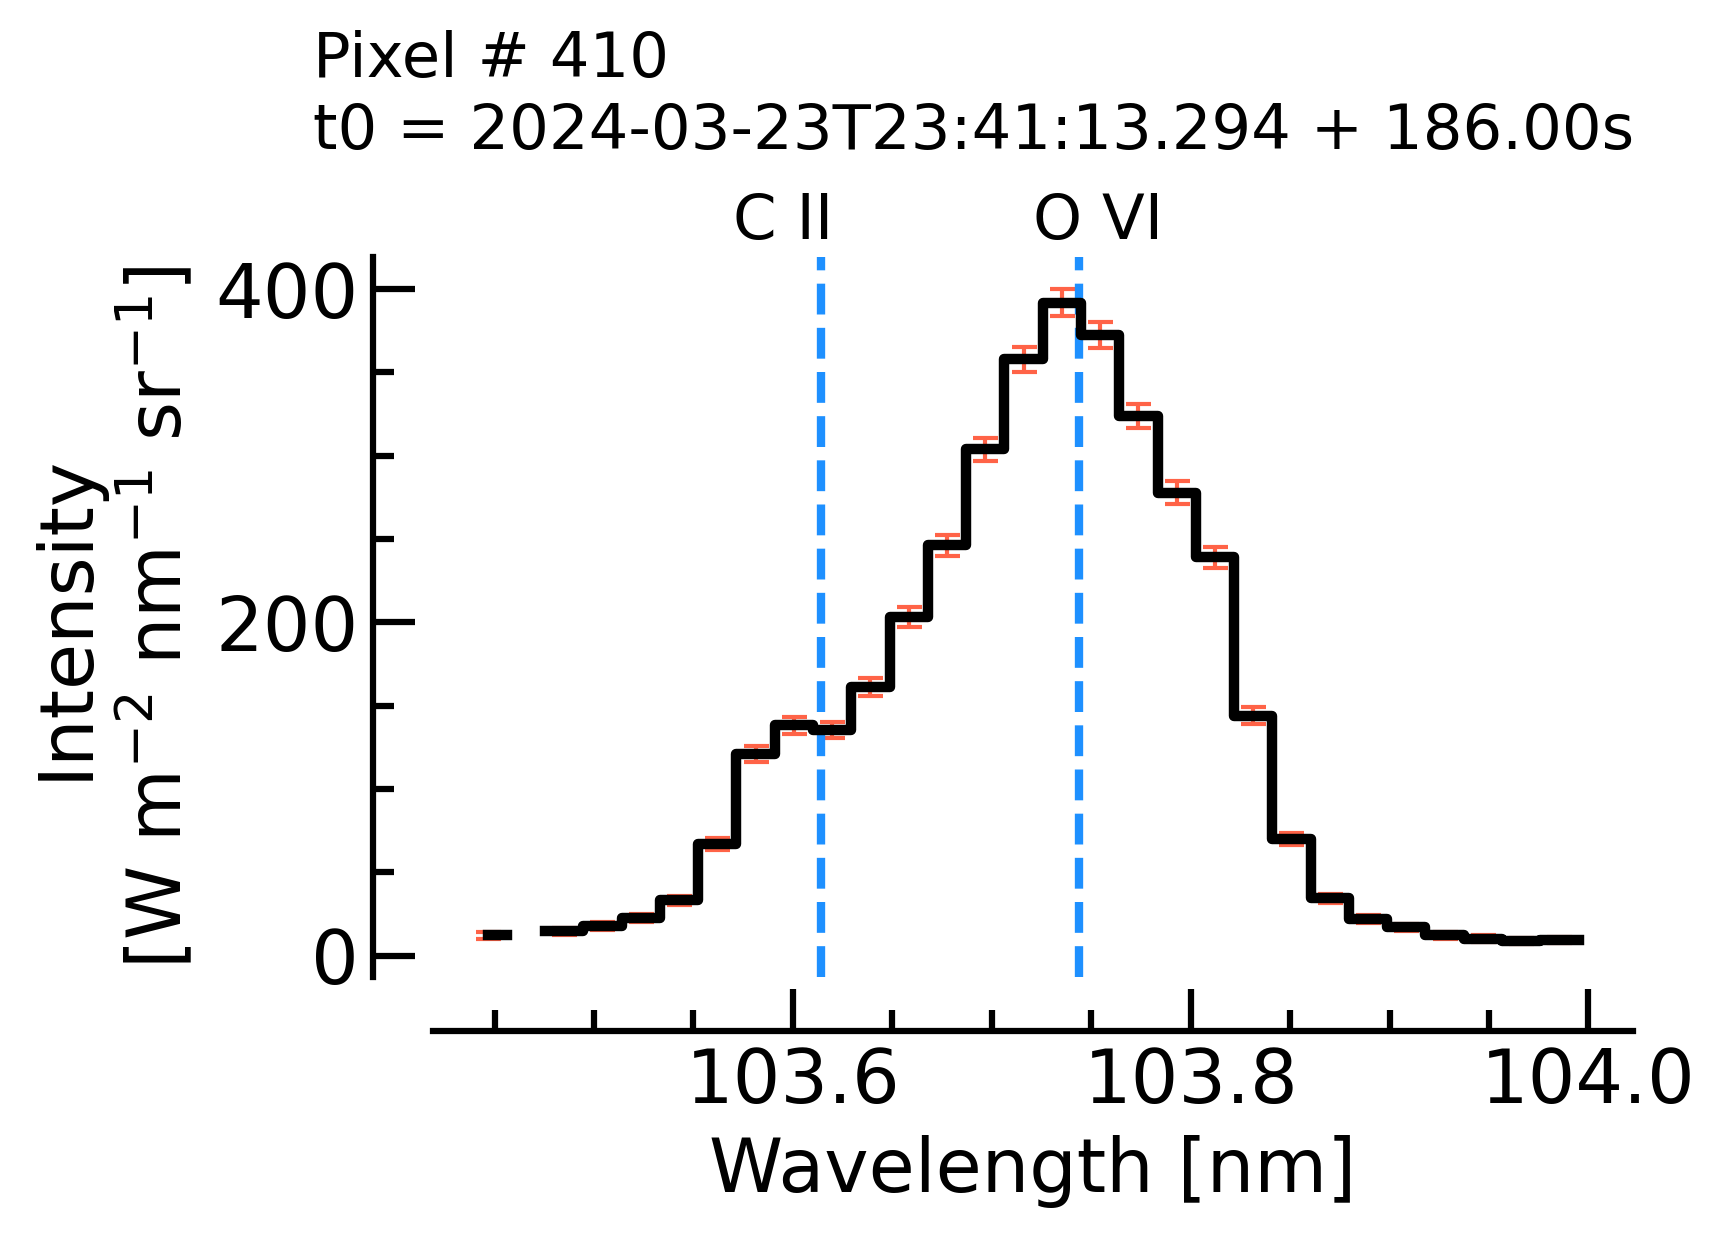 Pixel # 410
t0 = 2024-03-23T23:41:13.294 + 186.00s
C II
O VI
Intensity
[W m⁻² nm⁻¹ sr⁻¹]
400
200
0
103.6
103.8
104.0
Wavelength [nm]